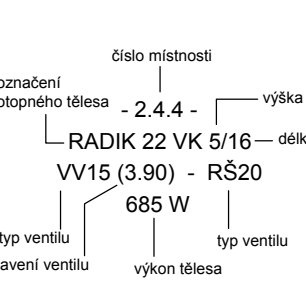 číslo místnosti
označení
otopného tělesa
- 2.4.4 -
výška
RADIK 22 VK 5/16
délk
VV15 (3.90) - RŠ20
685 W
typ ventilu
typ ventilu
avení ventilu
výkon tělesa